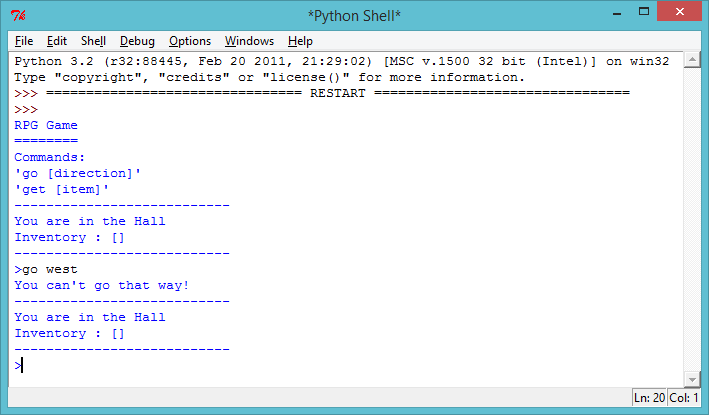 *Python Shell*
File Edit Shell Debug Options Windows Help
Python 3.2 (r32:88445, Feb 20 2011, 21:29:02) [MSC v.1500 32 bit (Intel)] on win32
Type "copyright", "credits" or "license()" for more information.
>>> ================================ RESTART ================================
>>>
RPG Game
========
Commands:
'go [direction]'
'get [item]'
---------------------------
You are in the Hall
Inventory : []
---------------------------
>go west
You can't go that way!
---------------------------
You are in the Hall
Inventory : []
---------------------------
>
Ln: 20 Col: 1